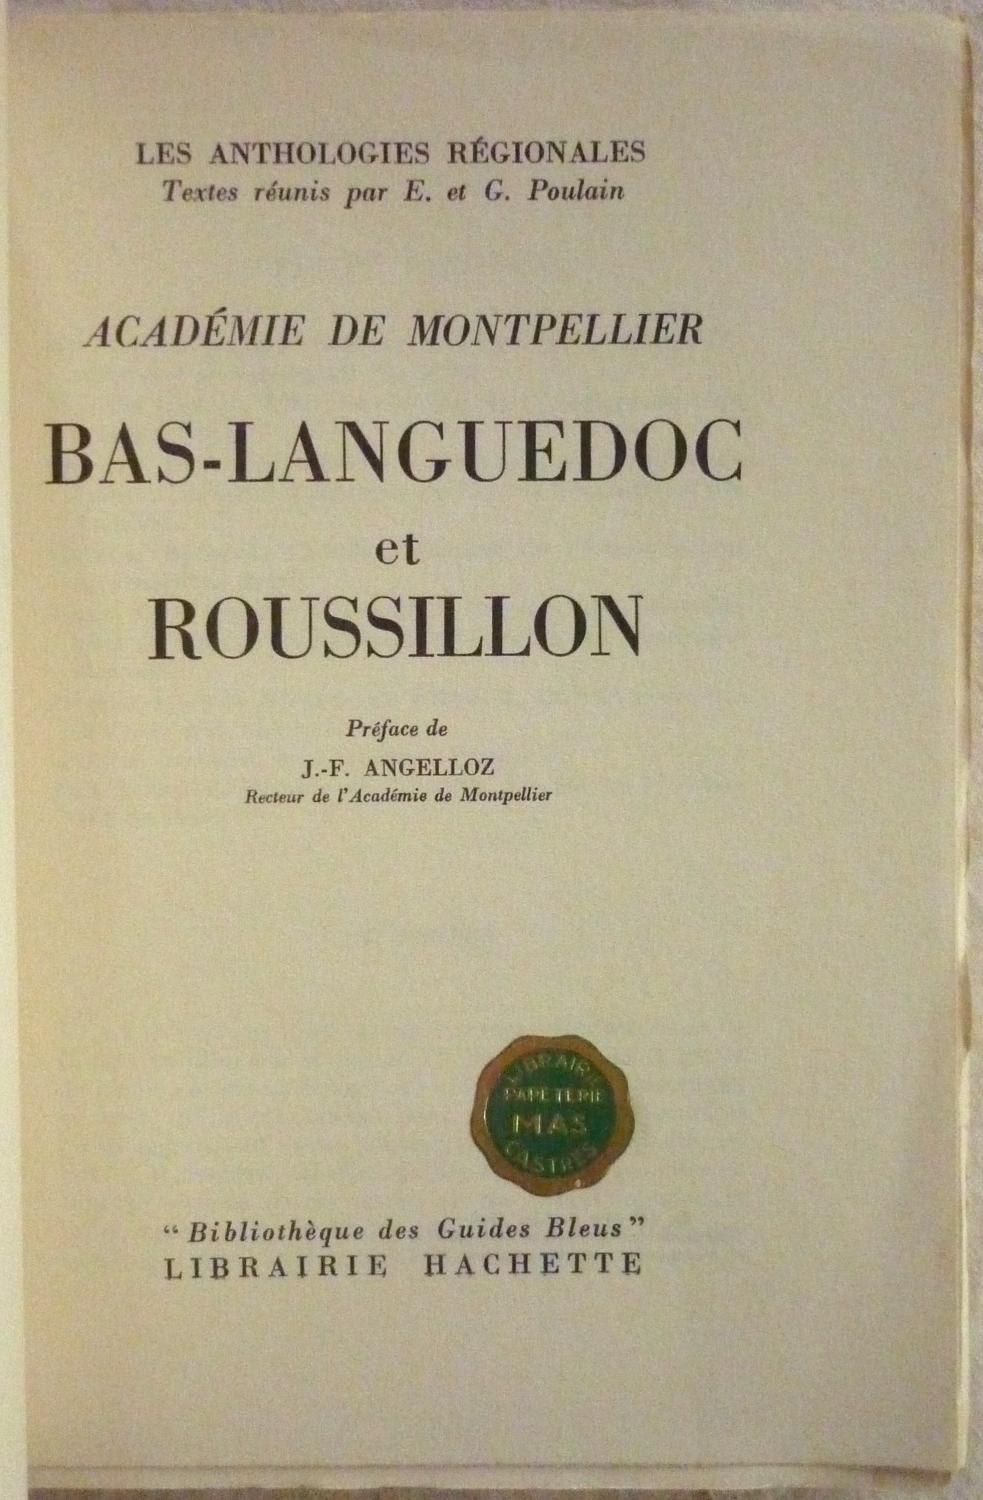 LES ANTHOLOGIES RÉGIONALES
Textes réunis par E. et G. Poulain
ACADÉMIE DE MONTPELLIER
BAS-LANGUEDOC
et
ROUSSILLON
Préface de
J.-F. ANGELLOZ
Recteur de l'Académie de Montpellier
LIBRAIRIE
PAPETERIE
MAS
CASTRES
“Bibliothèque des Guides Bleus”
LIBRAIRIE HACHETTE